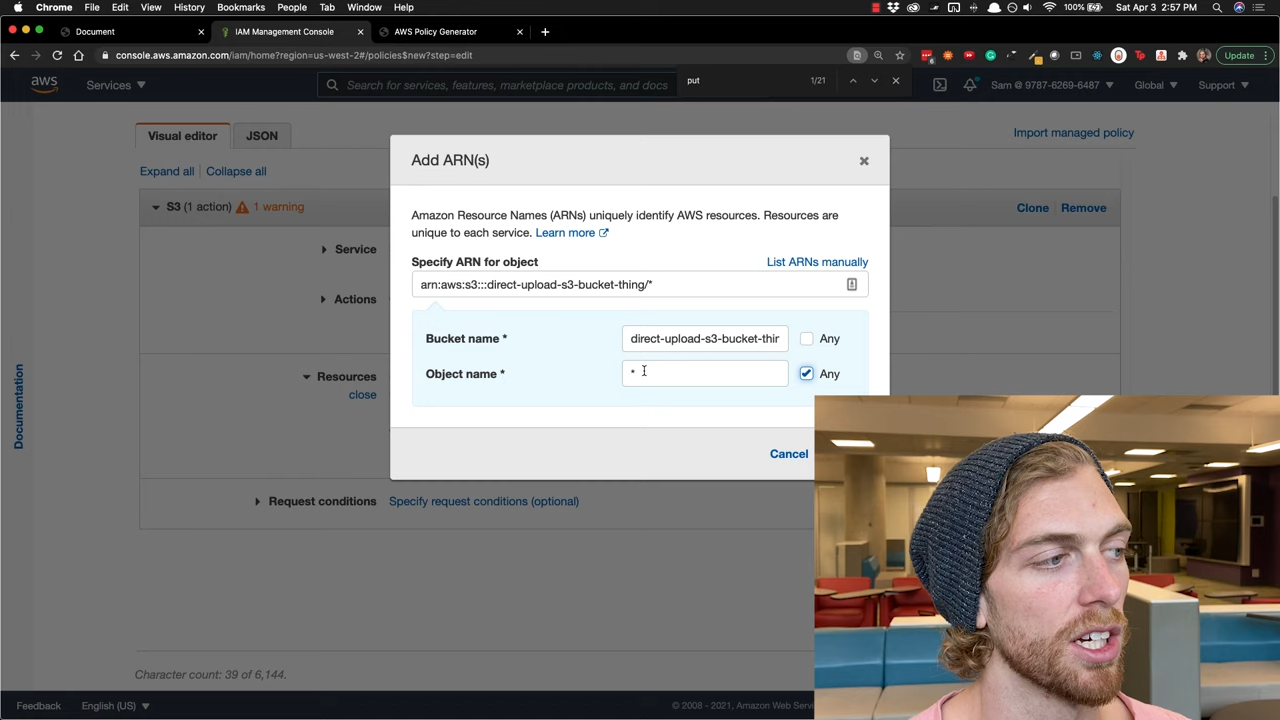 Chrome File Edit View History Bookmarks People Tab Window Help 100% Sat Apr 3 2:57 PM
Document IAM Management Console AWS Policy Generator
console.aws.amazon.com/iam/home?region=us-west-2#/policies$new?step=edit Update
aws Services Search for services, features, marketplace products, and docs put 1/21 Sam @ 9787-6269-6487 Global Support
Visual editor JSON Import managed policy
Expand all Collapse all
S3 (1 action) 1 warning Clone Remove
Service
Actions
Resources
close
Request conditions Specify request conditions (optional)
Documentation
Add ARN(s)
Amazon Resource Names (ARNs) uniquely identify AWS resources. Resources are
unique to each service. Learn more
Specify ARN for object List ARNs manually
arn:aws:s3:::direct-upload-s3-bucket-thing/*
Bucket name * direct-upload-s3-bucket-thir Any
Object name * * Any
Cancel
Character count: 39 of 6,144.
Feedback English (US) © 2008 - 2021, Amazon Web Servi